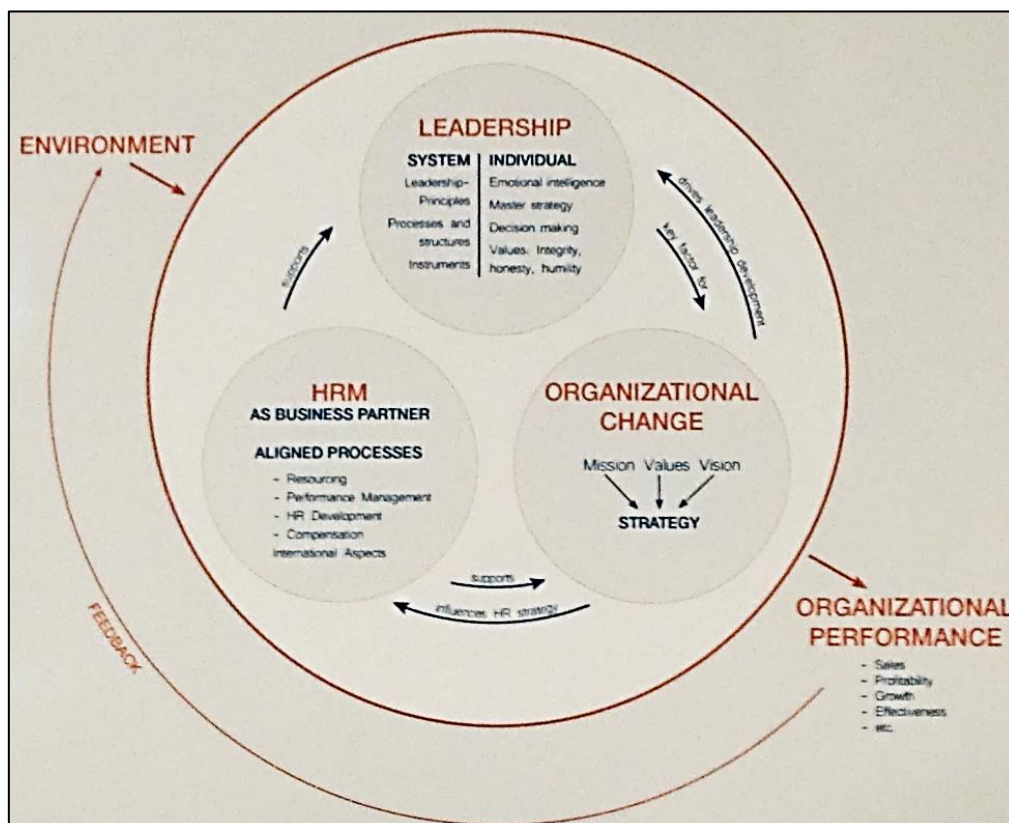 ENVIRONMENT
LEADERSHIP
SYSTEM
Leadership-
Principles
Processes and
structures
Instruments
INDIVIDUAL
Emotional intelligence
Master strategy
Decision making
Values. Integrity,
honesty, humility
supports
key factor for
drives leadership development
HRM
AS BUSINESS PARTNER
ALIGNED PROCESSES
- Resourcing
- Performance Management
- HR Development
- Compensation
International Aspects
ORGANIZATIONAL
CHANGE
Mission Values Vision
STRATEGY
supports
influences HR strategy
ORGANIZATIONAL
PERFORMANCE
- Sales
- Profitability
- Growth
- Effectiveness
- etc
FEEDBACK